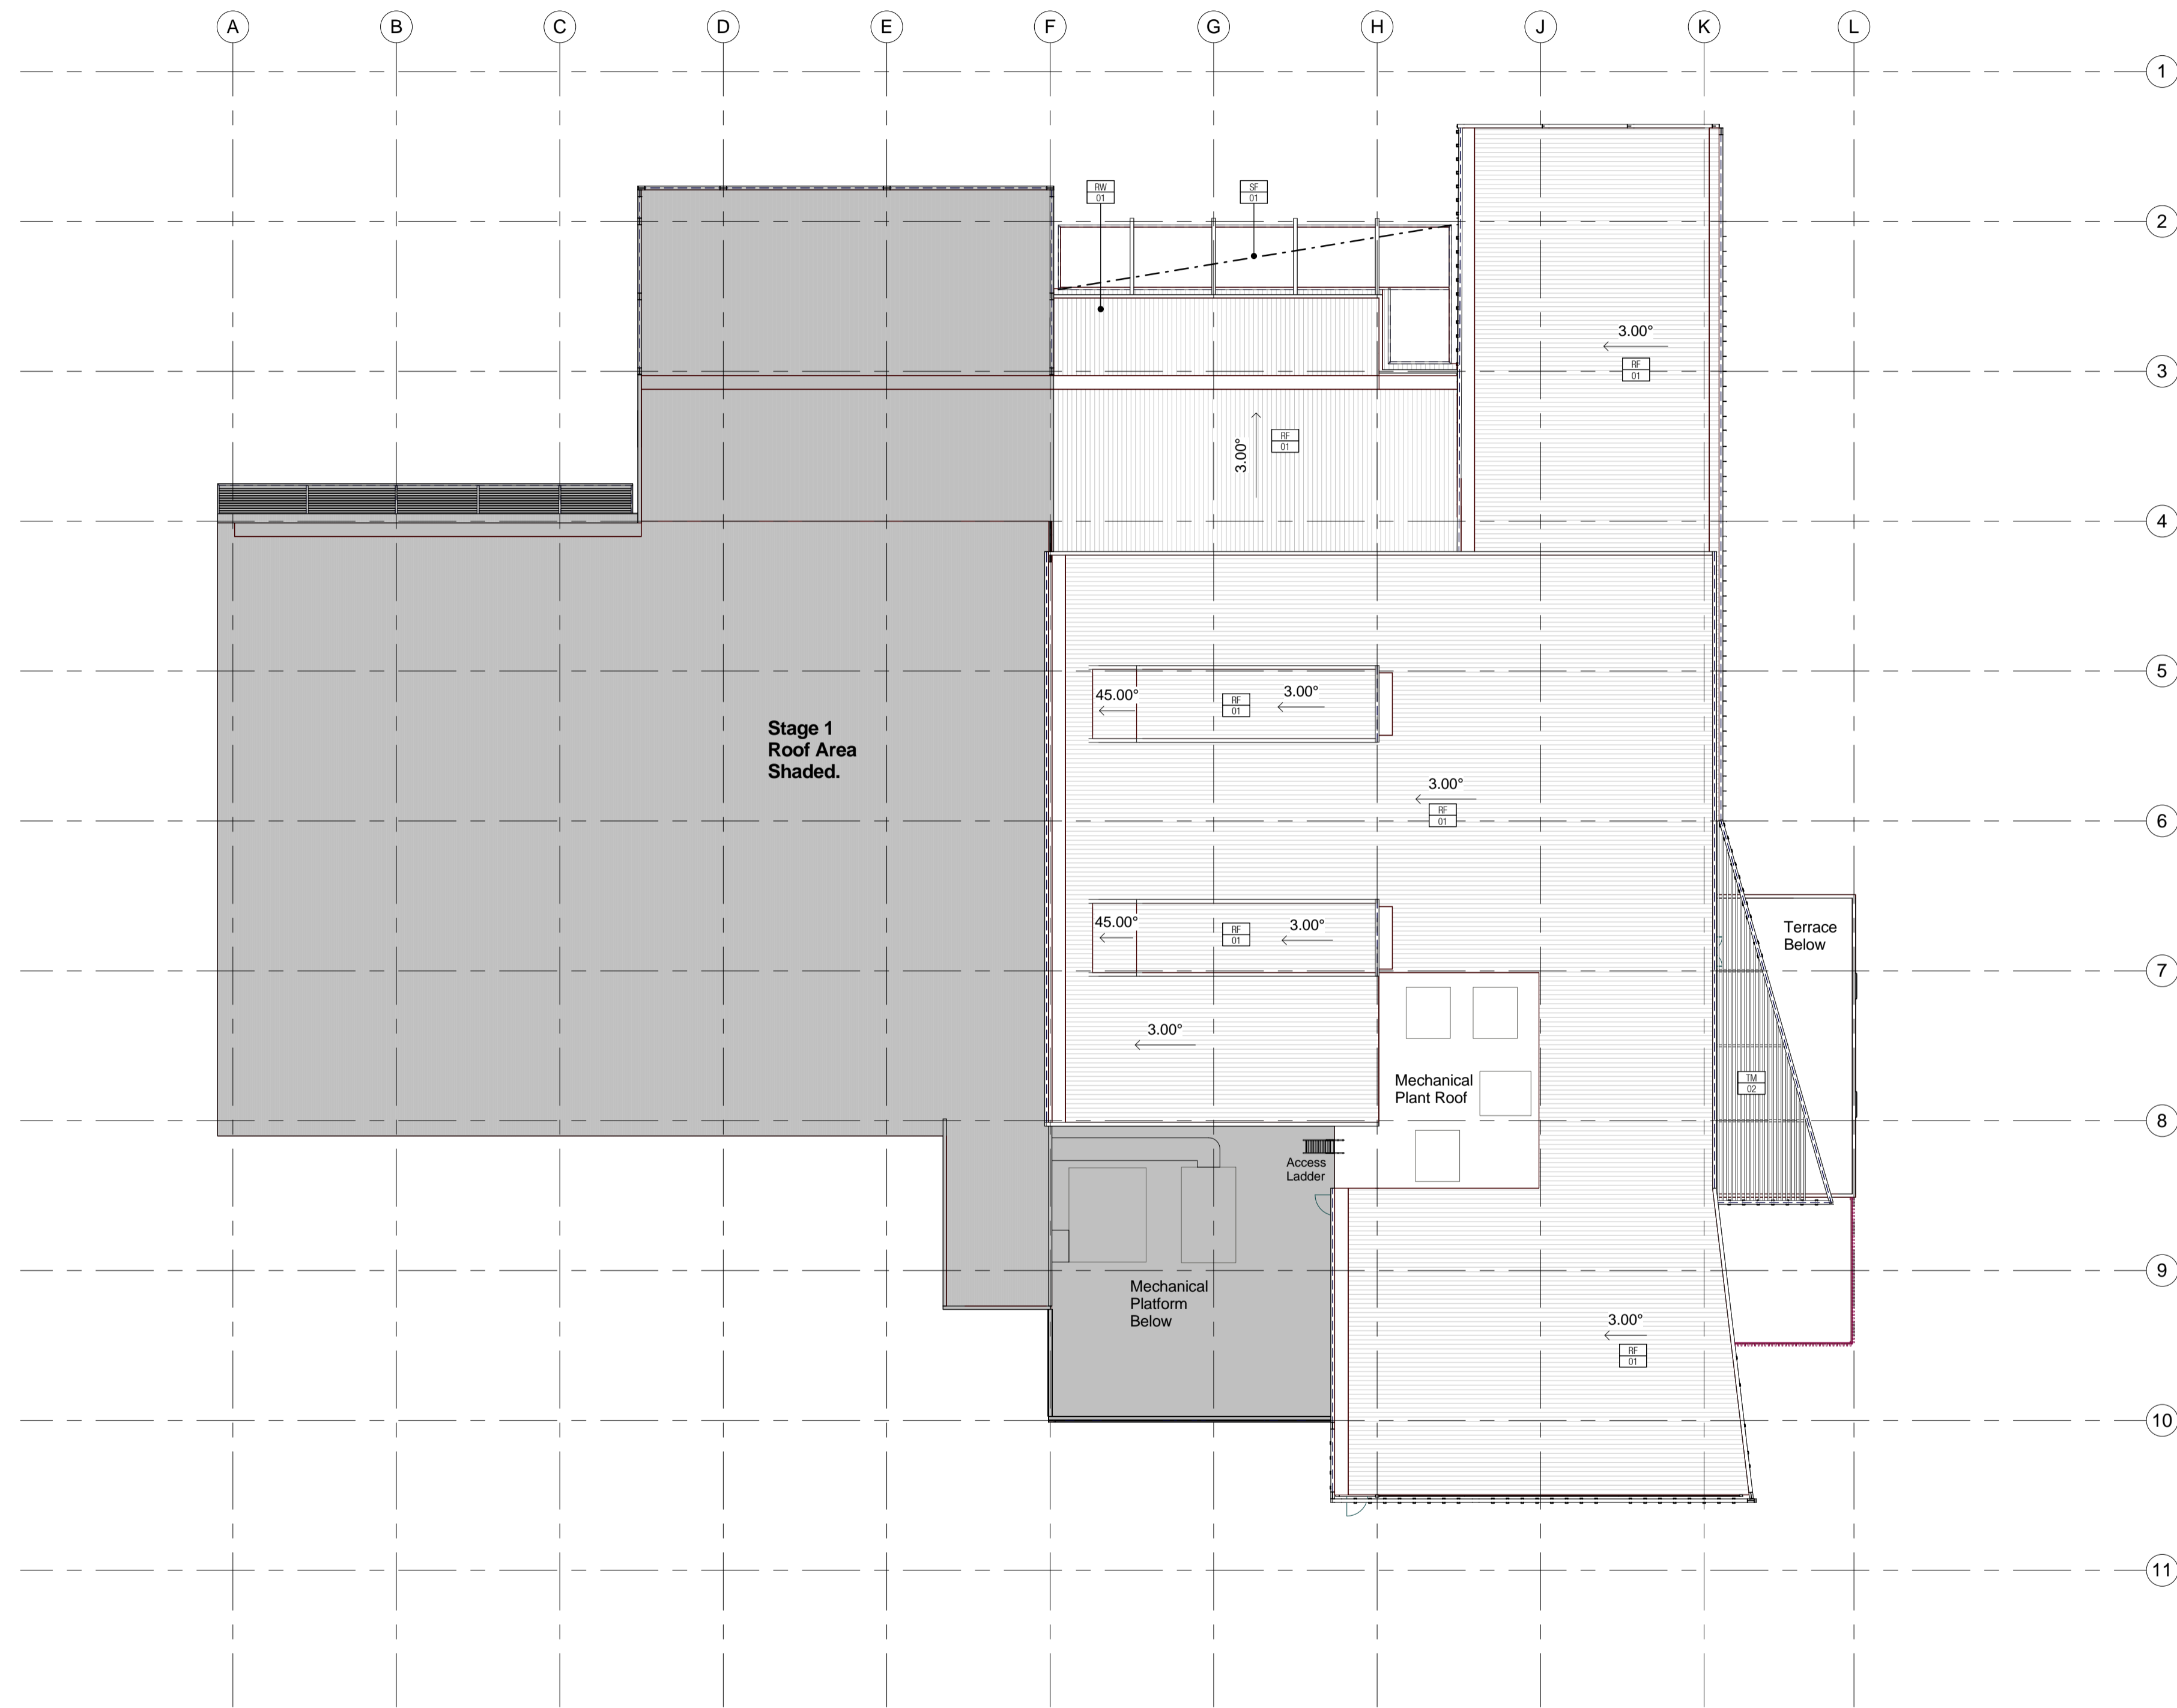 A
B
C
D
E
F
G
H
J
K
L
1
RW
01
SF
01
2
3.00°
RF
01
3
3.00°
RF
01
4
5
45.00°
RF
01
3.00°
Stage 1
Roof Area
Shaded.
3.00°
RF
01
6
45.00°
RF
01
3.00°
Terrace
Below
7
3.00°
Mechanical
Plant Roof
TM
02
8
Access
Ladder
9
Mechanical
Platform
Below
3.00°
RF
01
10
11